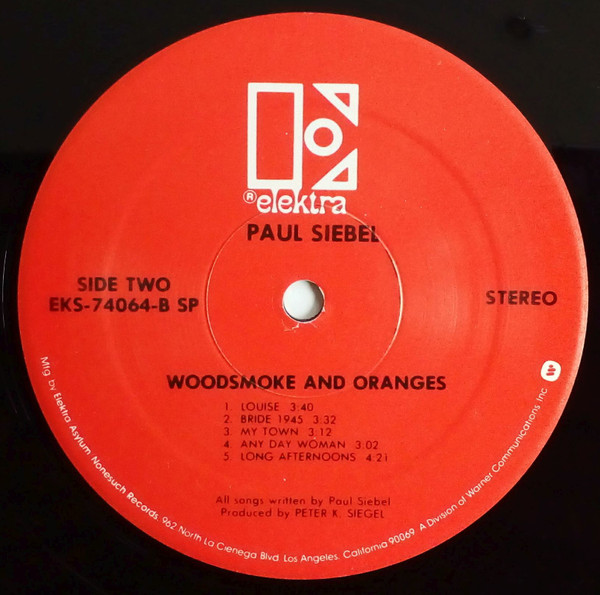 ® elektra
PAUL SIEBEL
SIDE TWO
EKS-74064-B SP
STEREO
WOODSMOKE AND ORANGES
1. LOUISE 3:40
2. BRIDE 1945 3:32
3. MY TOWN 3:12
4. ANY DAY WOMAN 3:02
5. LONG AFTERNOONS 4:21
All songs written by Paul Siebel
Produced by PETER K. SIEGEL
Mfg. by Elektra Asylum Nonesuch Records, 962 North La Cienega Blvd. Los Angeles, California 90069. A Division of Warner Communications Inc.